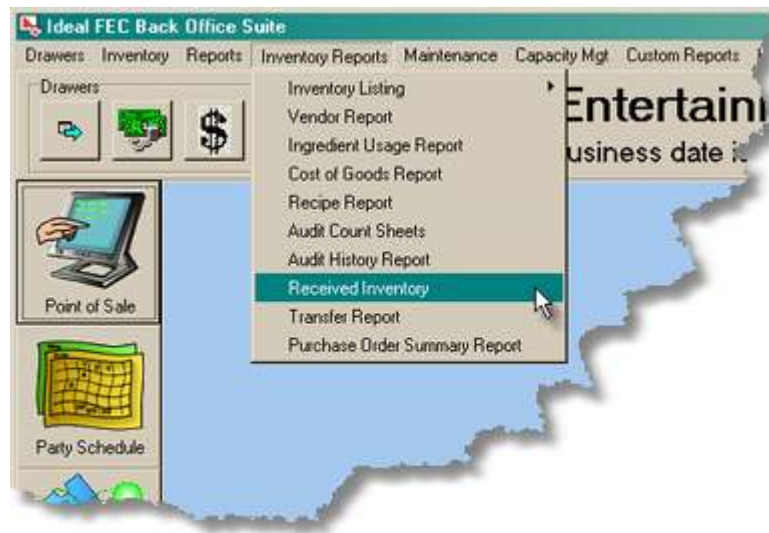 Ideal FEC Back Office Suite
Drawers Inventory Reports Inventory Reports Maintenance Capacity Mgt Custom Reports
Drawers
Inventory Listing
Vendor Report
Ingredient Usage Report
Cost of Goods Report
Recipe Report
Audit Count Sheets
Audit History Report
Received Inventory
Transfer Report
Purchase Order Summary Report
Entertain
usiness date is
Point of Sale
Party Schedule